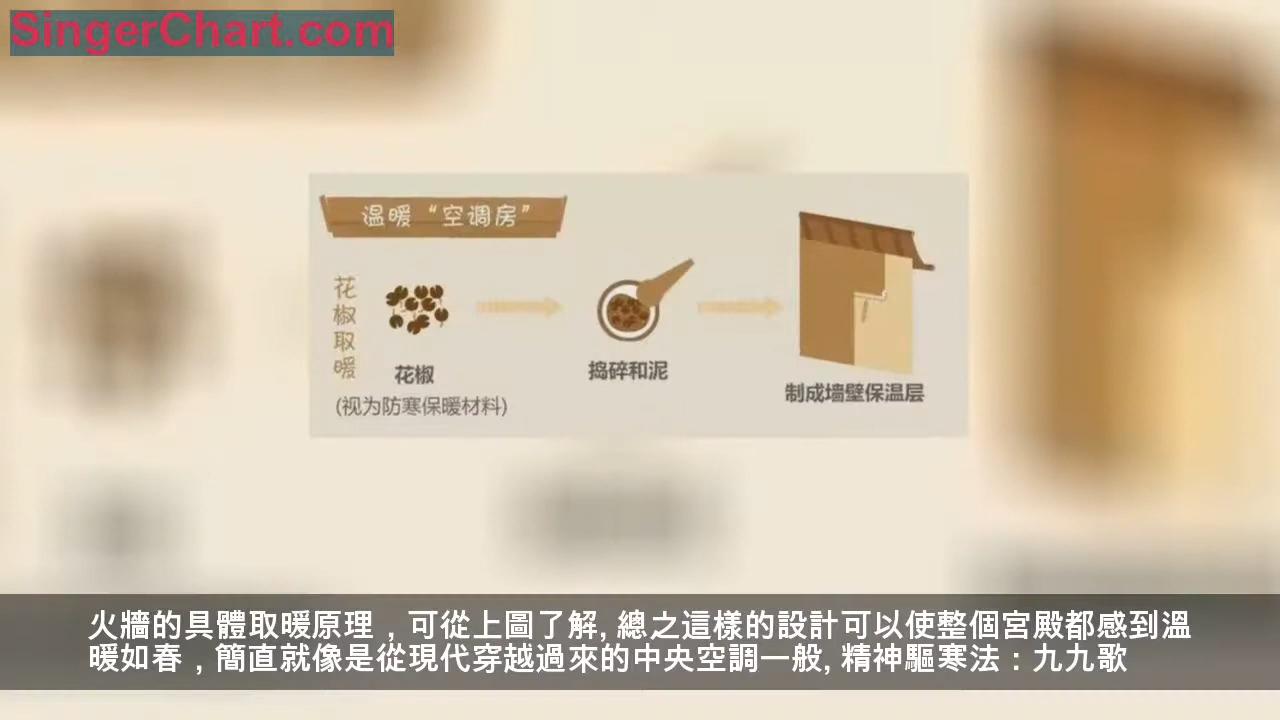 SingerChart.com
温暖“空调房”
花椒取暖
花椒
(视为防寒保暖材料)
捣碎和泥
制成墙壁保温层
火牆的具體取暖原理，可從上圖了解, 總之這樣的設計可以使整個宮殿都感到溫
暖如春，簡直就像是從現代穿越過來的中央空調一般, 精神驅寒法：九九歌